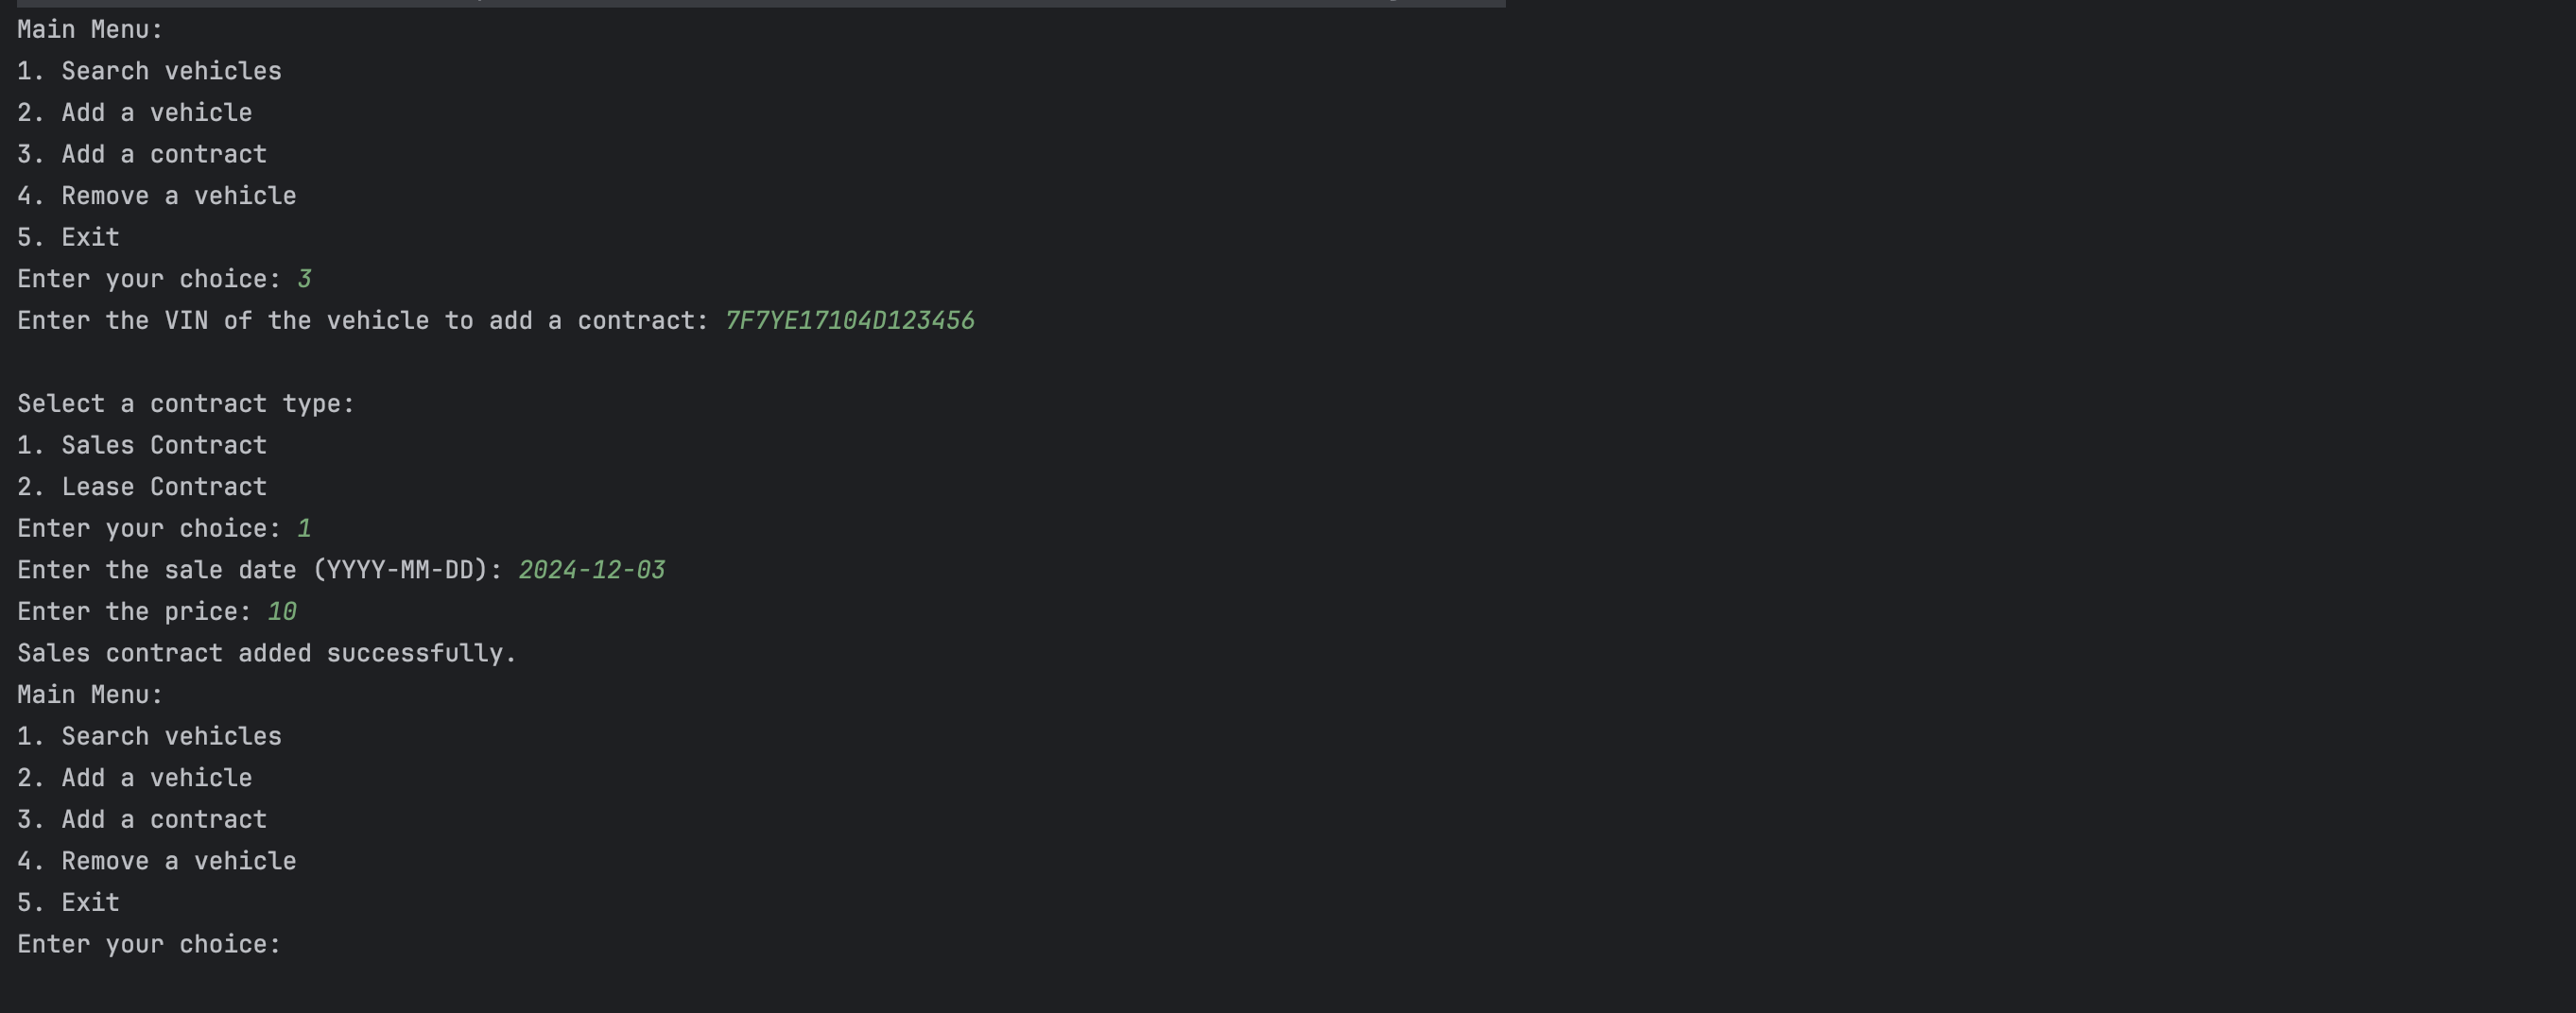 Main Menu:
1. Search vehicles
2. Add a vehicle
3. Add a contract
4. Remove a vehicle
5. Exit
Enter your choice: 3
Enter the VIN of the vehicle to add a contract: 7F7YE17104D123456
Select a contract type:
1. Sales Contract
2. Lease Contract
Enter your choice: 1
Enter the sale date (YYYY-MM-DD): 2024-12-03
Enter the price: 10
Sales contract added successfully.
Main Menu:
1. Search vehicles
2. Add a vehicle
3. Add a contract
4. Remove a vehicle
5. Exit
Enter your choice: